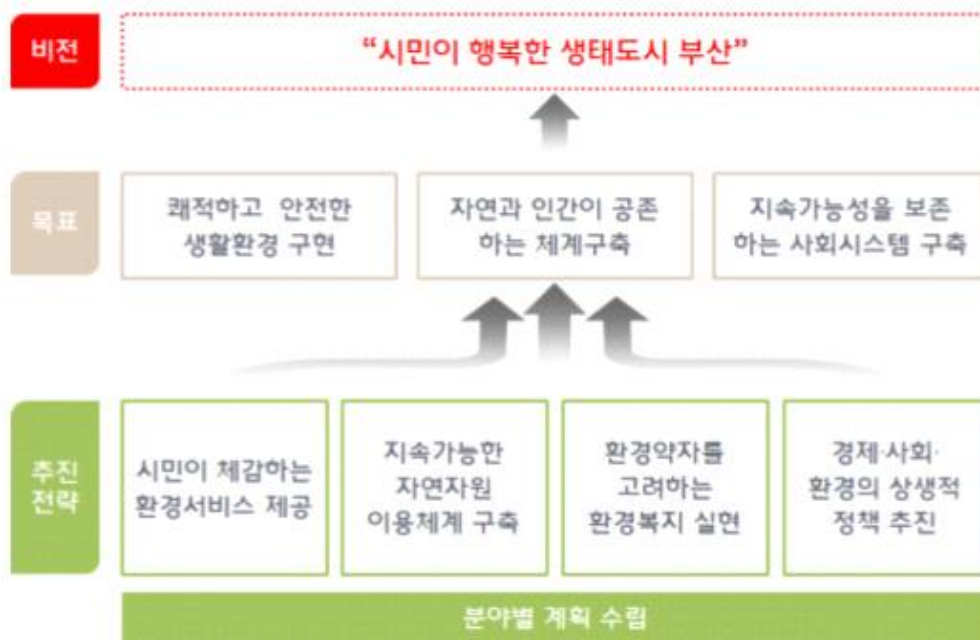 비전
“시민이 행복한 생태도시 부산”
목표
쾌적하고 안전한
생활환경 구현
자연과 인간이 공존
하는 체계구축
지속가능성을 보존
하는 사회시스템 구축
추진
전략
시민이 체감하는
환경서비스 제공
지속가능한
자연자원
이용체계 구축
환경약자를
고려하는
환경복지 실현
경제·사회·
환경의 상생적
정책 추진
분야별 계획 수립